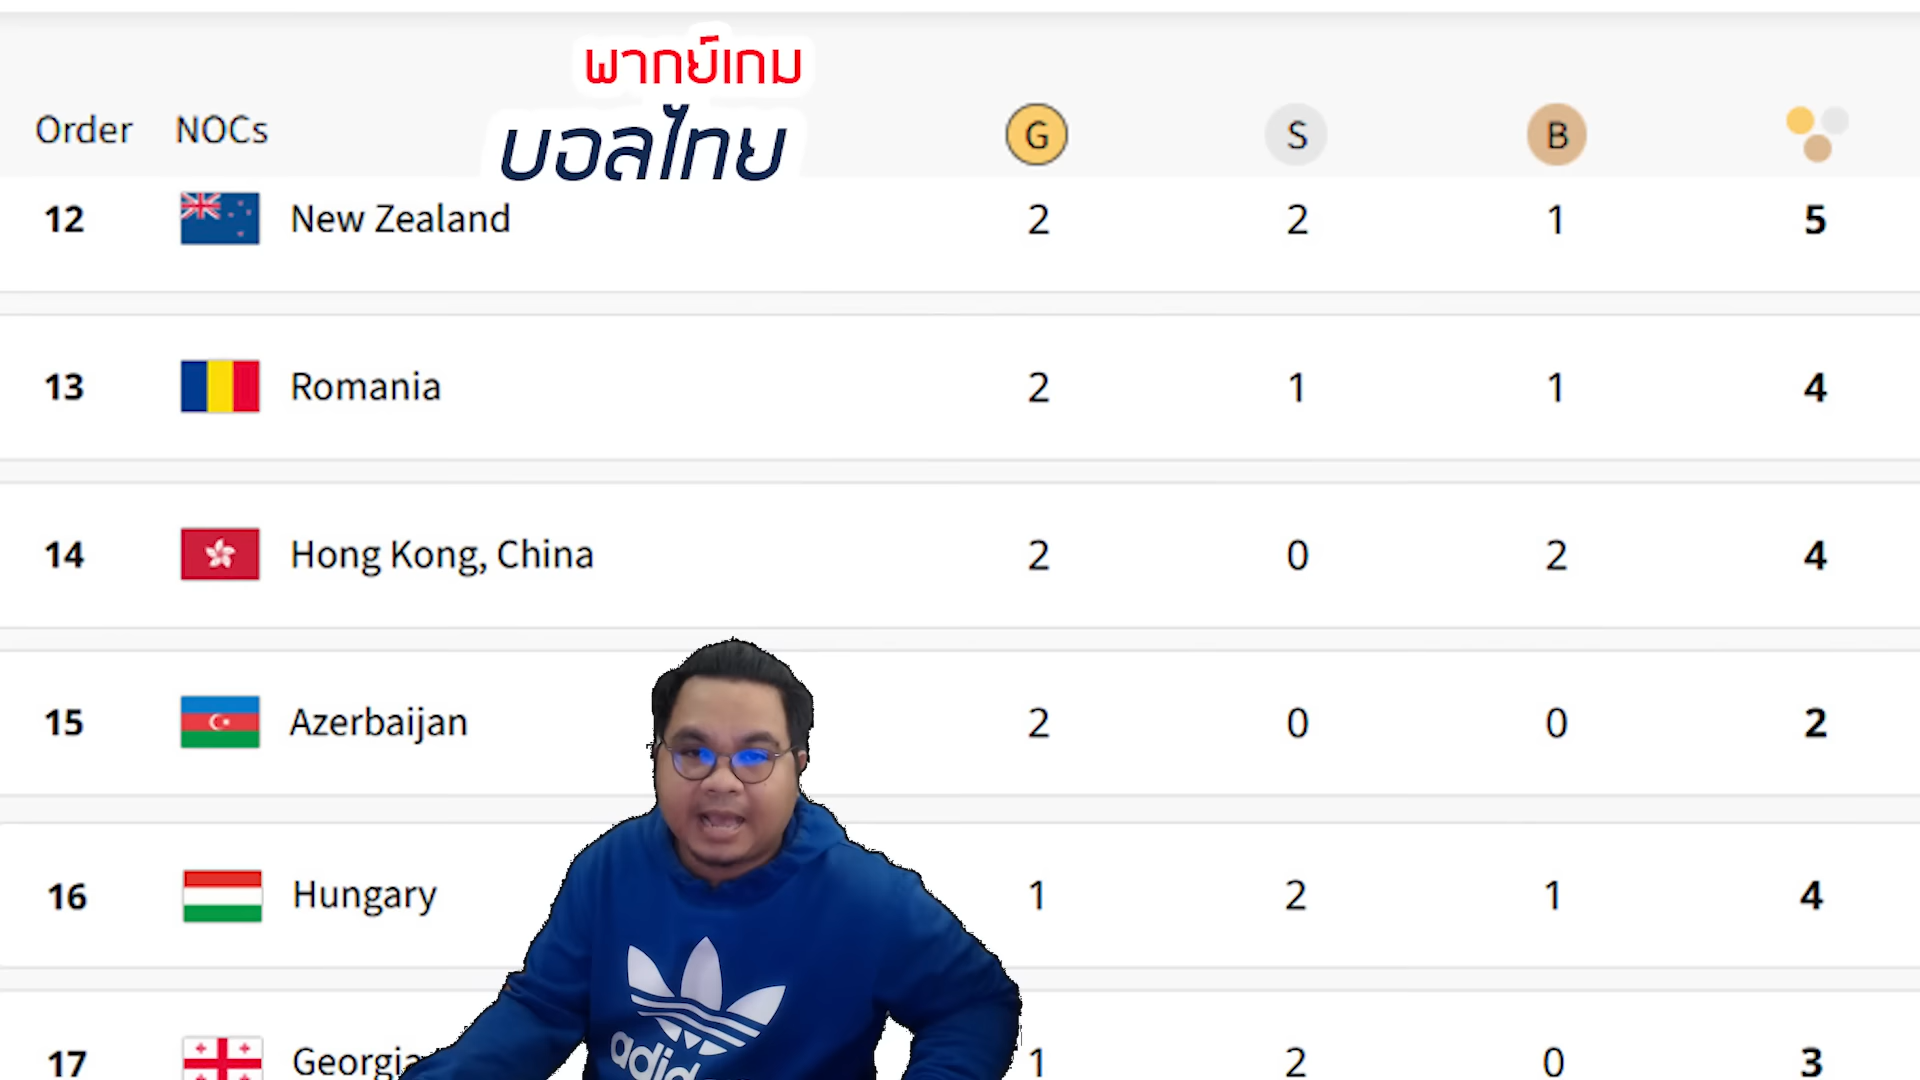 พากย์เกม
บอลไทย
Order NOCs G S B
12 New Zealand 2 2 1 5
13 Romania 2 1 1 4
14 Hong Kong, China 2 0 2 4
15 Azerbaijan 2 0 0 2
16 Hungary 1 2 1 4
17 Georgia 1 2 0 3
adidas